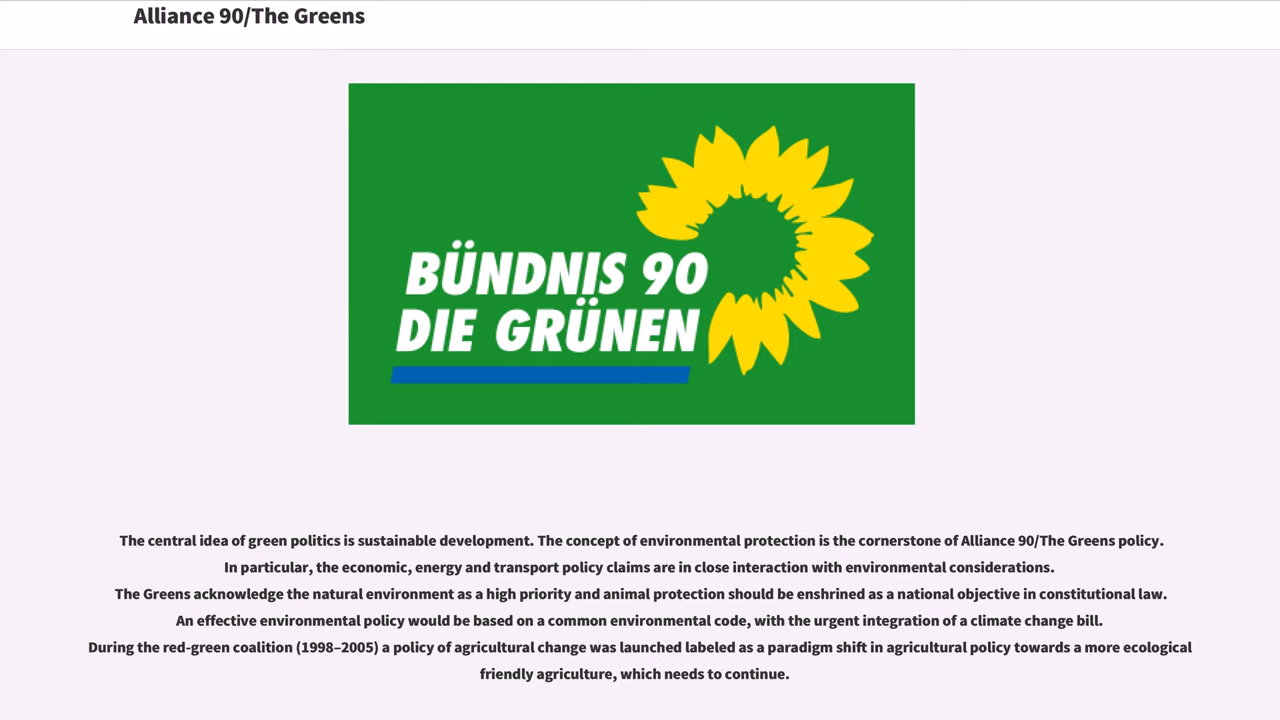 Alliance 90/The Greens
BÜNDNIS 90
DIE GRÜNEN
The central idea of green politics is sustainable development. The concept of environmental protection is the cornerstone of Alliance 90/The Greens policy.
In particular, the economic, energy and transport policy claims are in close interaction with environmental considerations.
The Greens acknowledge the natural environment as a high priority and animal protection should be enshrined as a national objective in constitutional law.
An effective environmental policy would be based on a common environmental code, with the urgent integration of a climate change bill.
During the red-green coalition (1998–2005) a policy of agricultural change was launched labeled as a paradigm shift in agricultural policy towards a more ecological
friendly agriculture, which needs to continue.